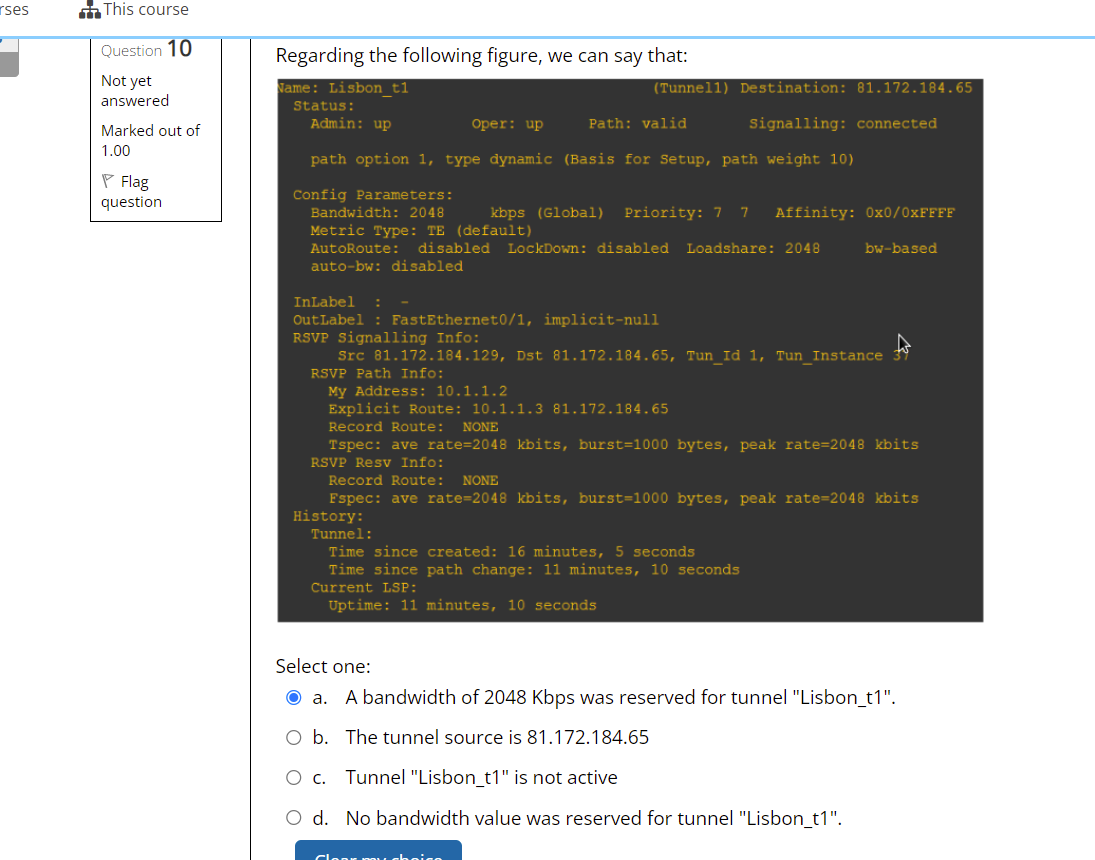 rses This course
Question 10
Not yet
answered
Marked out of
1.00
Flag
question
Regarding the following figure, we can say that:
Name: Lisbon_t1 (Tunnel1) Destination: 81.172.184.65
Status:
Admin: up Oper: up Path: valid Signalling: connected
path option 1, type dynamic (Basis for Setup, path weight 10)
Config Parameters:
Bandwidth: 2048 kbps (Global) Priority: 7 7 Affinity: 0x0/0xFFFF
Metric Type: TE (default)
AutoRoute: disabled LockDown: disabled Loadshare: 2048 bw-based
auto-bw: disabled
InLabel : -
OutLabel : FastEthernet0/1, implicit-null
RSVP Signalling Info:
Src 81.172.184.129, Dst 81.172.184.65, Tun_Id 1, Tun_Instance
RSVP Path Info:
My Address: 10.1.1.2
Explicit Route: 10.1.1.3 81.172.184.65
Record Route: NONE
Tspec: ave rate=2048 kbits, burst=1000 bytes, peak rate=2048 kbits
RSVP Resv Info:
Record Route: NONE
Fspec: ave rate=2048 kbits, burst=1000 bytes, peak rate=2048 kbits
History:
Tunnel:
Time since created: 16 minutes, 5 seconds
Time since path change: 11 minutes, 10 seconds
Current LSP:
Uptime: 11 minutes, 10 seconds
Select one:
a. A bandwidth of 2048 Kbps was reserved for tunnel "Lisbon_t1".
b. The tunnel source is 81.172.184.65
c. Tunnel "Lisbon_t1" is not active
d. No bandwidth value was reserved for tunnel "Lisbon_t1".
Clear my choice